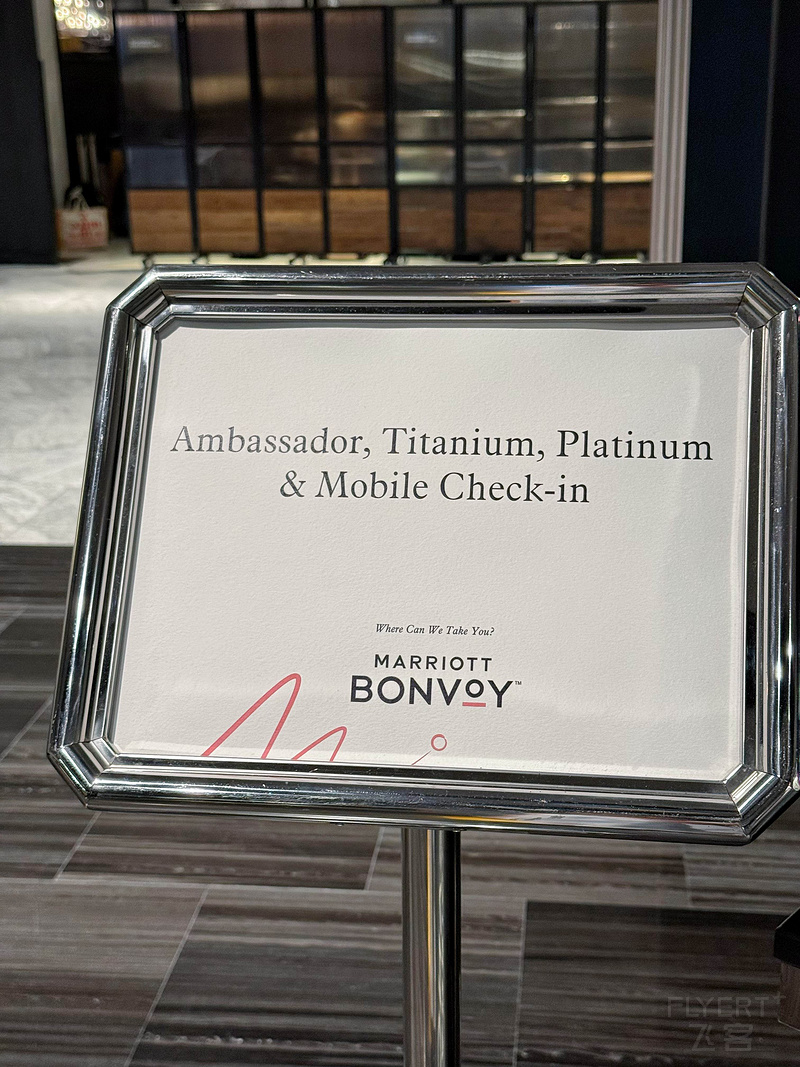 Ambassador, Titanium, Platinum
& Mobile Check-in
Where Can We Take You?
MARRIOTT
BONVOY™
FLYERT
飞客